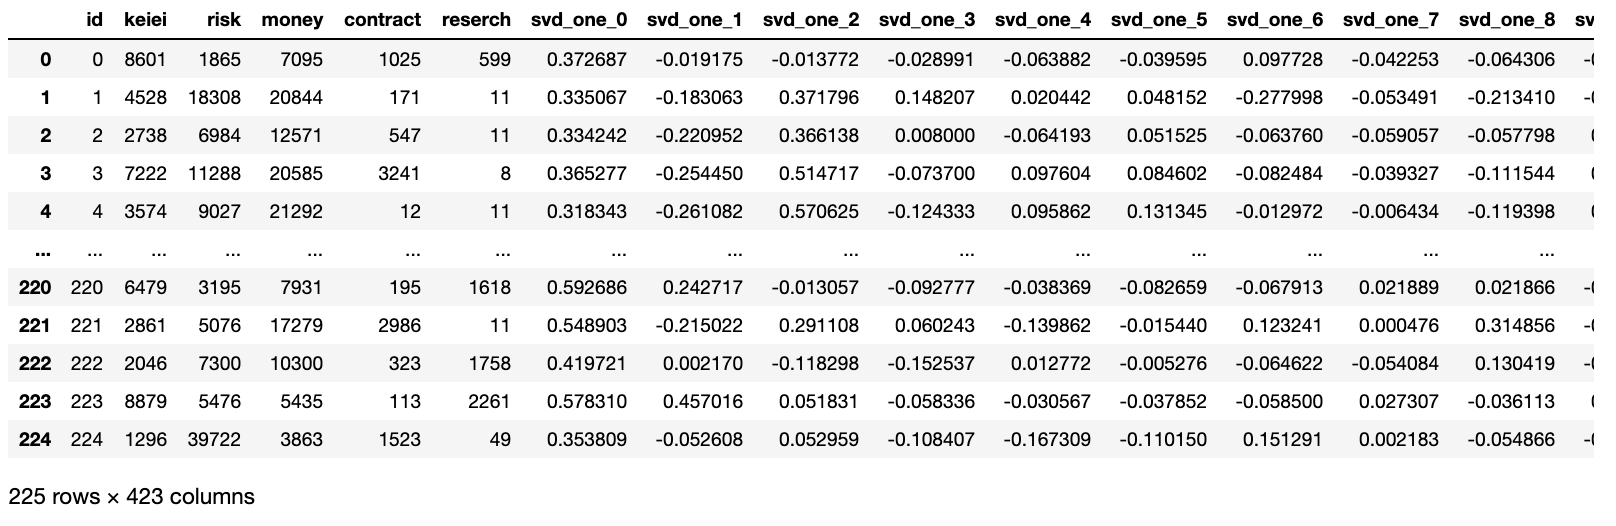 id keiei risk money contract reserch svd_one_0 svd_one_1 svd_one_2 svd_one_3 svd_one_4 svd_one_5 svd_one_6 svd_one_7 svd_one_8 sv
0 0 8601 1865 7095 1025 599 0.372687 -0.019175 -0.013772 -0.028991 -0.063882 -0.039595 0.097728 -0.042253 -0.064306
1 1 4528 18308 20844 171 11 0.335067 -0.183063 0.371796 0.148207 0.020442 0.048152 -0.277998 -0.053491 -0.213410
2 2 2738 6984 12571 547 11 0.334242 -0.220952 0.366138 0.008000 -0.064193 0.051525 -0.063760 -0.059057 -0.057798
3 3 7222 11288 20585 3241 8 0.365277 -0.254450 0.514717 -0.073700 0.097604 0.084602 -0.082484 -0.039327 -0.111544
4 4 3574 9027 21292 12 11 0.318343 -0.261082 0.570625 -0.124333 0.095862 0.131345 -0.012972 -0.006434 -0.119398
... ... ... ... ... ... ... ... ... ... ... ... ... ... ... ...
220 220 6479 3195 7931 195 1618 0.592686 0.242717 -0.013057 -0.092777 -0.038369 -0.082659 -0.067913 0.021889 0.021866
221 221 2861 5076 17279 2986 11 0.548903 -0.215022 0.291108 0.060243 -0.139862 -0.015440 0.123241 0.000476 0.314856
222 222 2046 7300 10300 323 1758 0.419721 0.002170 -0.118298 -0.152537 0.012772 -0.005276 -0.064622 -0.054084 0.130419
223 223 8879 5476 5435 113 2261 0.578310 0.457016 0.051831 -0.058336 -0.030567 -0.037852 -0.058500 0.027307 -0.036113
224 224 1296 39722 3863 1523 49 0.353809 -0.052608 0.052959 -0.108407 -0.167309 -0.110150 0.151291 0.002183 -0.054866
225 rows × 423 columns